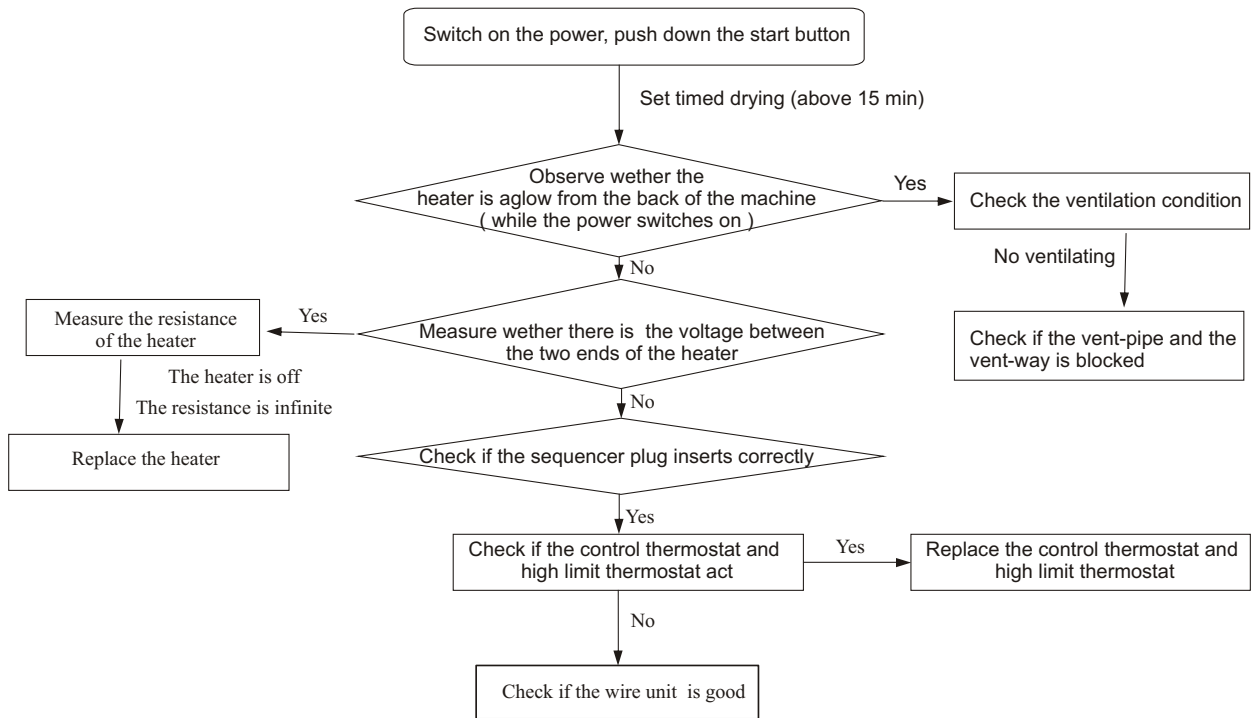 Switch on the power, push down the start button
Set timed drying (above 15 min)
Observe wether the
heater is aglow from the back of the machine
( while the power switches on )
Yes
Check the ventilation condition
No ventilating
Check if the vent-pipe and the
vent-way is blocked
No
Measure wether there is the voltage between
the two ends of the heater
Yes
Measure the resistance
of the heater
The heater is off
The resistance is infinite
Replace the heater
No
Check if the sequencer plug inserts correctly
Yes
Check if the control thermostat and
high limit thermostat act
Yes
Replace the control thermostat and
high limit thermostat
No
Check if the wire unit is good